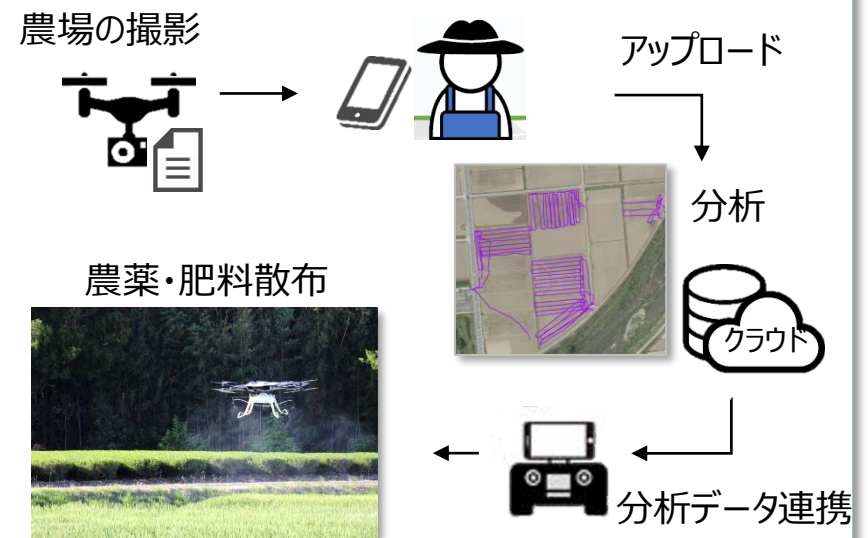 農場の撮影
アップロード
分析
農薬・肥料散布
クラウド
分析データ連携